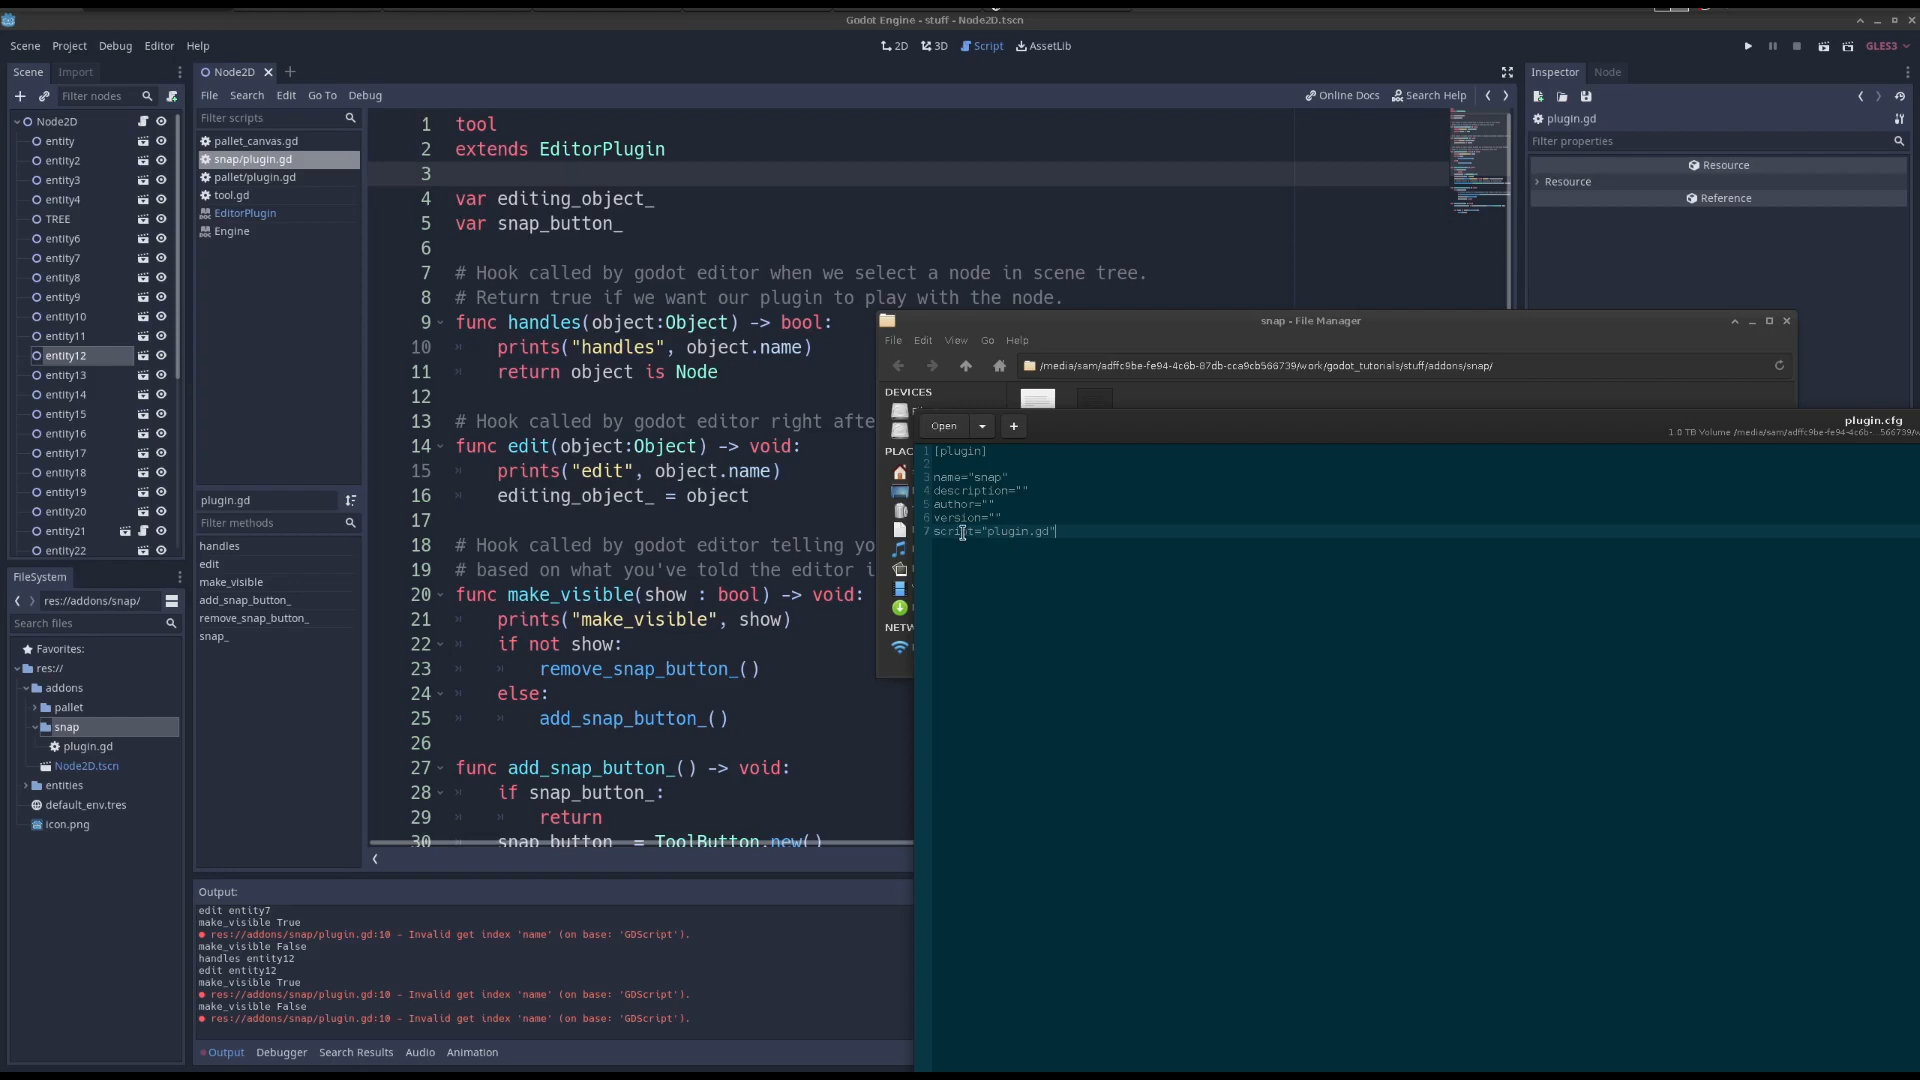 Godot Engine - stuff - Node2D.tscn
Scene Project Debug Editor Help
2D 3D Script AssetLib
GLES3
Scene Import
Filter nodes
Node2D
entity
entity2
entity3
entity4
TREE
entity6
entity7
entity8
entity9
entity10
entity11
entity12
entity13
entity14
entity15
entity16
entity17
entity18
entity19
entity20
entity21
entity22
FileSystem
res://addons/snap/
Search files
Favorites:
res://
addons
pallet
snap
plugin.gd
Node2D.tscn
entities
default_env.tres
icon.png
Node2D
File Search Edit Go To Debug
Online Docs Search Help
Filter scripts
pallet_canvas.gd
snap/plugin.gd
pallet/plugin.gd
tool.gd
EditorPlugin
Engine
plugin.gd
Filter methods
handles
edit
make_visible
add_snap_button_
remove_snap_button_
snap_
1 tool
2 extends EditorPlugin
3
4 var editing_object_
5 var snap_button_
6
7 # Hook called by godot editor when we select a node in scene tree.
8 # Return true if we want our plugin to play with the node.
9 func handles(object:Object) -> bool:
10 prints("handles", object.name)
11 return object is Node
12
13 # Hook called by godot editor right afte
14 func edit(object:Object) -> void:
15 prints("edit", object.name)
16 editing_object_ = object
17
18 # Hook called by godot editor telling yo
19 # based on what you've told the editor i
20 func make_visible(show : bool) -> void:
21 prints("make_visible", show)
22 if not show:
23 remove_snap_button_()
24 else:
25 add_snap_button_()
26
27 func add_snap_button_() -> void:
28 if snap_button_:
29 return
30 snap_button_ = ToolButton.new()
Output:
edit entity7
make_visible True
res://addons/snap/plugin.gd:10 - Invalid get index 'name' (on base: 'GDScript').
make_visible False
handles entity12
edit entity12
make_visible True
res://addons/snap/plugin.gd:10 - Invalid get index 'name' (on base: 'GDScript').
make_visible False
res://addons/snap/plugin.gd:10 - Invalid get index 'name' (on base: 'GDScript').
Output Debugger Search Results Audio Animation
Inspector Node
plugin.gd
Filter properties
Resource
Resource
Reference
snap - File Manager
File Edit View Go Help
/media/sam/adffc9be-fe94-4c6b-87db-cca9cb566739/work/godot_tutorials/stuff/addons/snap/
DEVICES
PLAC
NETW
Open
plugin.cfg
1.0 TB Volume /media/sam/adffc9be-fe94-4c6b-...566739/w
1 [plugin]
2
3 name="snap"
4 description=""
5 author=""
6 version=""
7 script="plugin.gd"